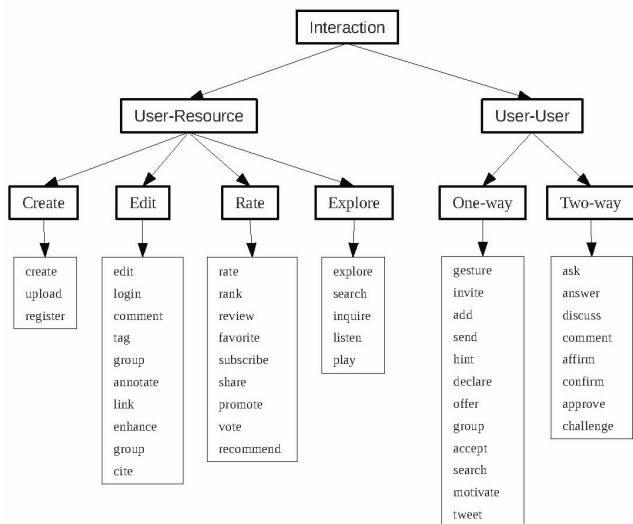 Interaction
User-Resource
User-User
Create
Edit
Rate
Explore
One-way
Two-way
create
upload
register
edit
login
comment
tag
group
annotate
link
enhance
group
cite
rate
rank
review
favorite
subscribe
share
promote
vote
recommend
explore
search
inquire
listen
play
gesture
invite
add
send
hint
declare
offer
group
accept
search
motivate
tweet
ask
answer
discuss
comment
affirm
confirm
approve
challenge